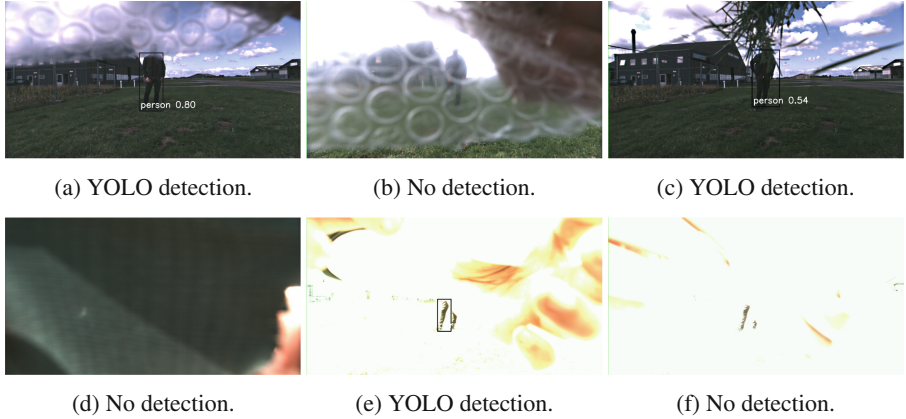 person 0.80
person 0.54
(a) YOLO detection.
(b) No detection.
(c) YOLO detection.
(d) No detection.
(e) YOLO detection.
(f) No detection.